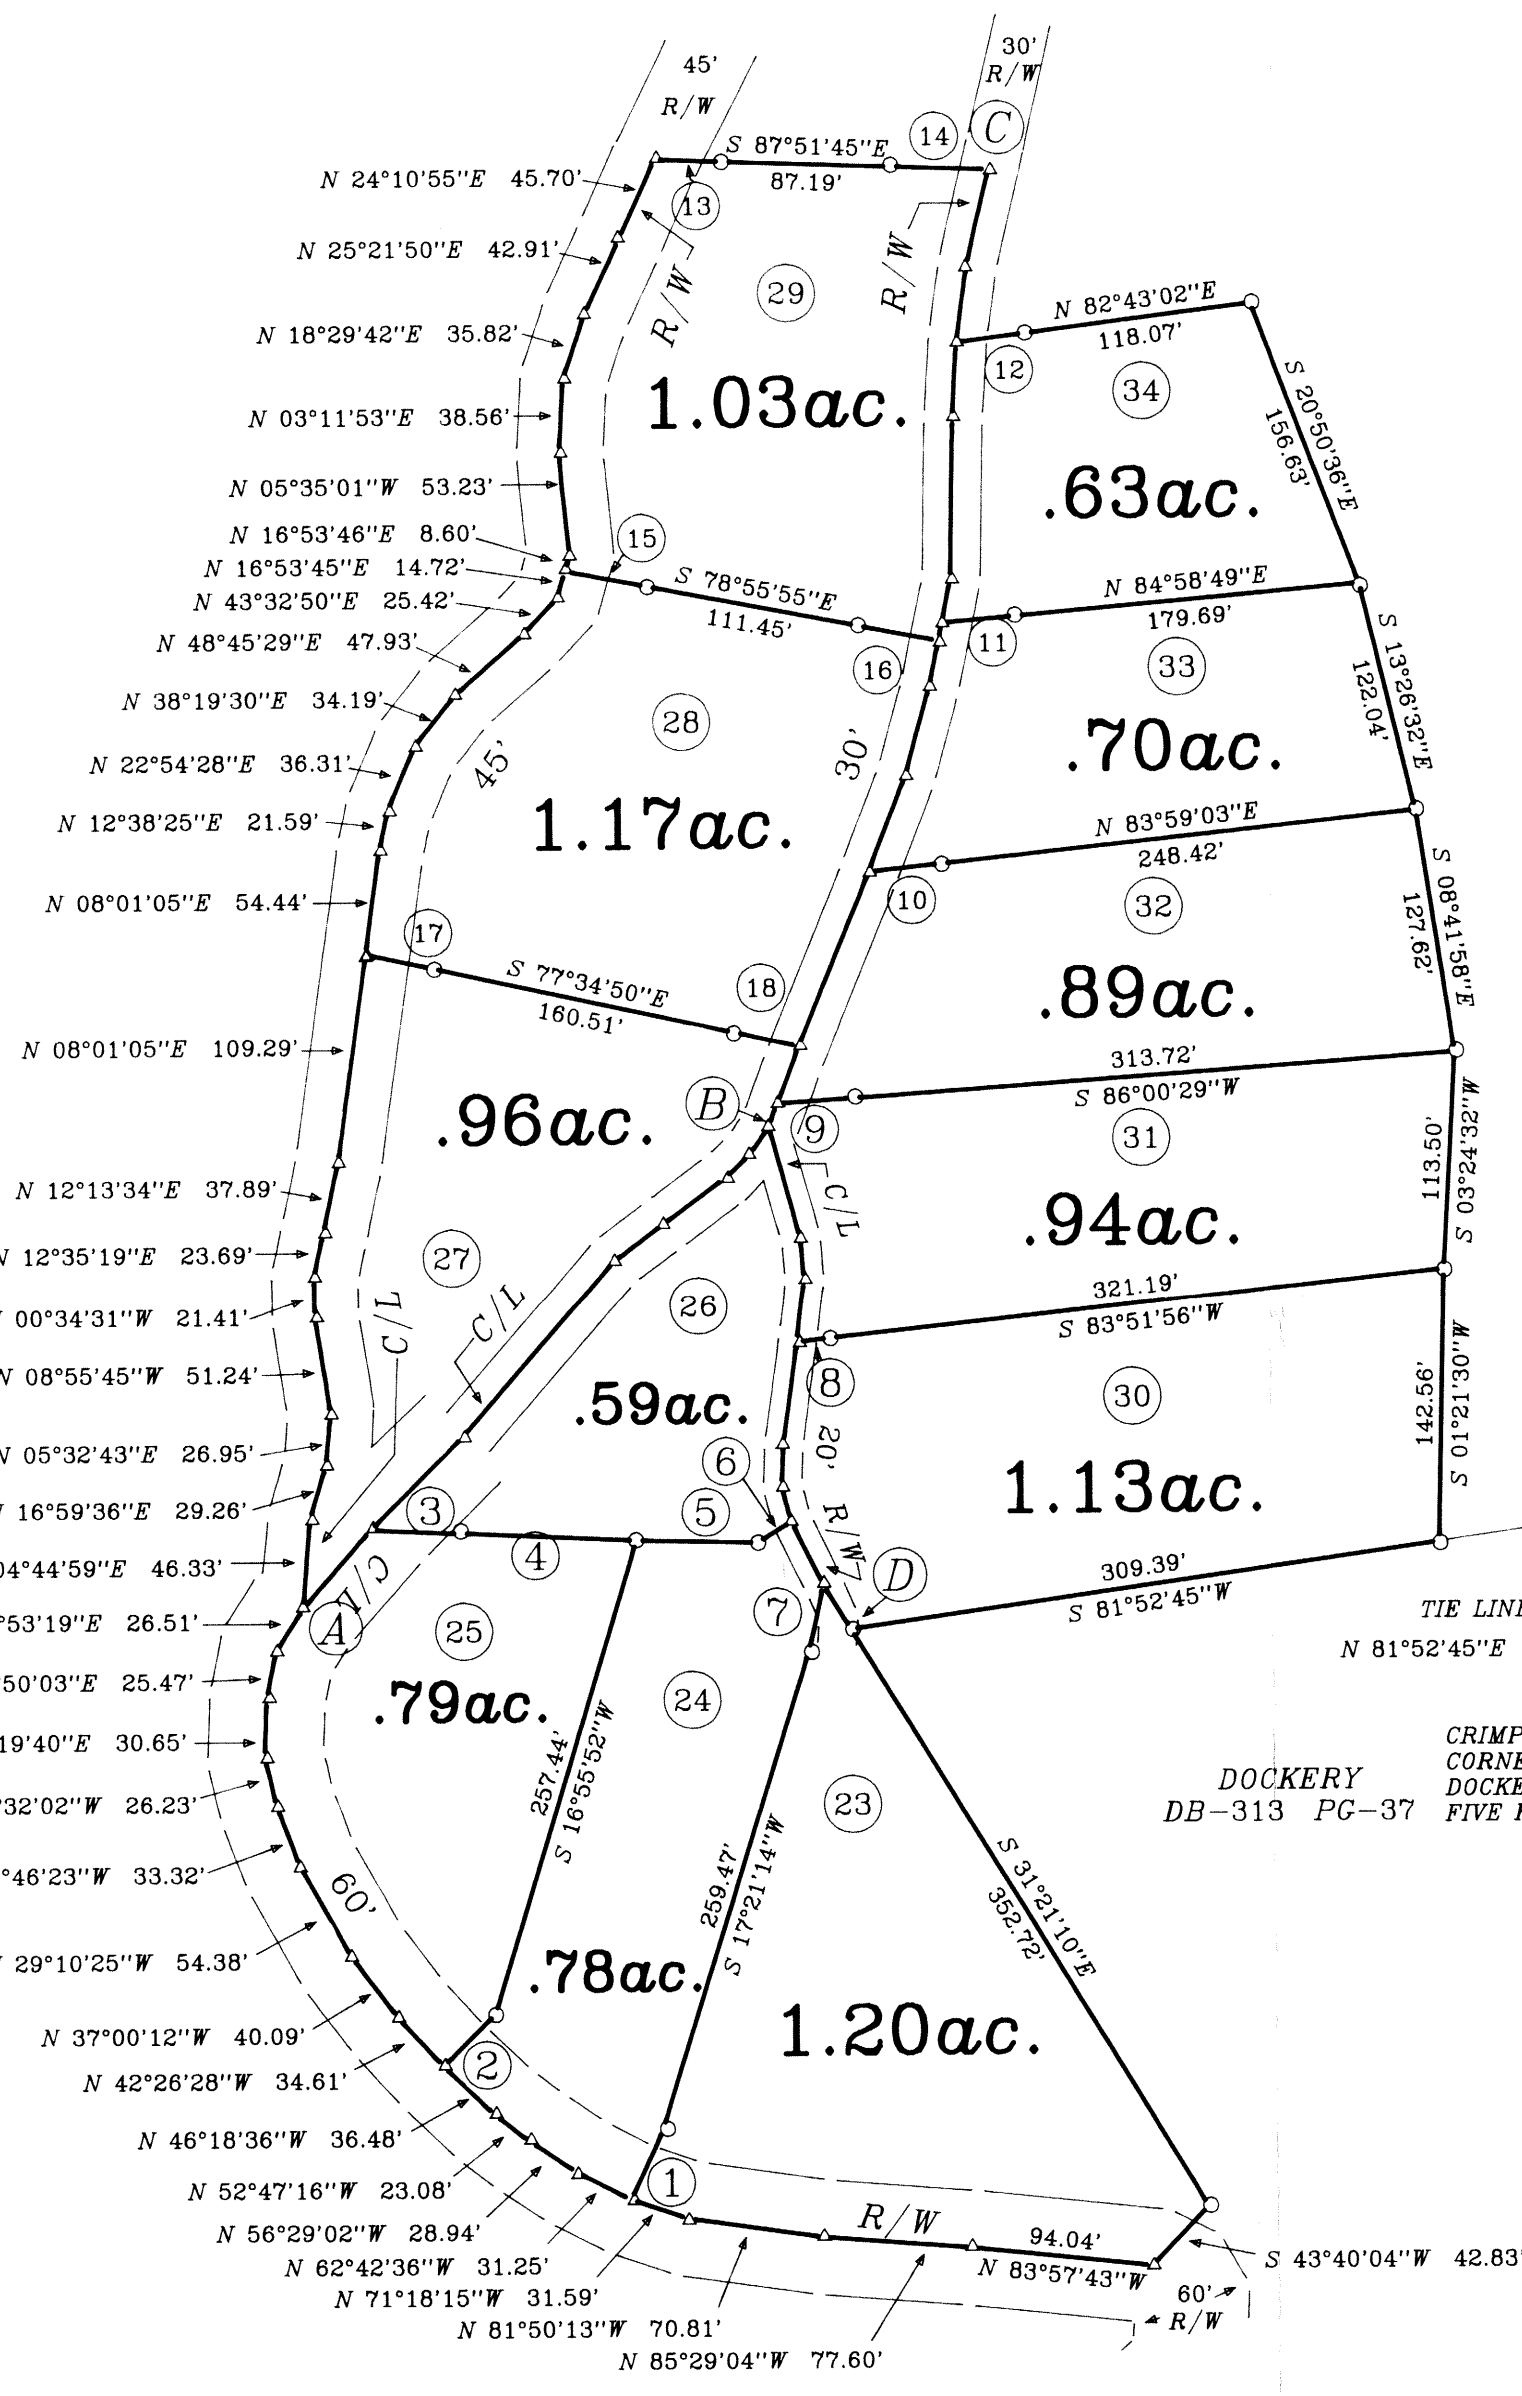 45'
R/W
30'
R/W
14
C
S 87°51'45"E
87.19'
N 24°10'55"E 45.70'
13
N 25°21'50"E 42.91'
R/W
R/W
29
N 82°43'02"E
118.07'
12
34
N 18°29'42"E 35.82'
1.03ac.
S 20°50'36"E
156.63'
N 03°11'53"E 38.56'
.63ac.
N 05°35'01"W 53.23'
N 16°53'46"E 8.60'
15
N 16°53'45"E 14.72'
S 78°55'55"E
111.45'
N 84°58'49"E
179.69'
N 43°32'50"E 25.42'
N 48°45'29"E 47.93'
16
11
33
S 13°26'32"E
122.04'
N 38°19'30"E 34.19'
28
45'
30'
.70ac.
N 22°54'28"E 36.31'
N 12°38'25"E 21.59'
1.17ac.
N 83°59'03"E
248.42'
N 08°01'05"E 54.44'
10
32
S 08°41'58"E
127.62'
17
S 77°34'50"E
160.51'
18
.89ac.
N 08°01'05"E 109.29'
313.72'
S 86°00'29"W
.96ac.
B
9
31
113.50'
S 03°24'32"W
N 12°13'34"E 37.89'
C/L
.94ac.
N 12°35'19"E 23.69'
27
C/L
C/L
26
321.19'
S 83°51'56"W
00°34'31"W 21.41'
8
30
142.56'
S 01°21'30"W
08°55'45"W 51.24'
.59ac.
20'
R/W
05°32'43"E 26.95'
6
1.13ac.
16°59'36"E 29.26'
3
5
4
04°44'59"E 46.33'
C/L
D
309.39'
S 81°52'45"W
°53'19"E 26.51'
A
25
7
TIE LINE
N 81°52'45"E
50'03"E 25.47'
.79ac.
24
19'40"E 30.65'
257.44'
S 16°55'52"W
23
DOCKERY
DB-313 PG-37
CRIMP
CORNE
DOCKE
FIVE
'32'02"W 26.23'
°46'23"W 33.32'
60'
259.47'
S 17°21'14"W
S 31°21'10"E
352.72'
29°10'25"W 54.38'
.78ac.
N 37°00'12"W 40.09'
1.20ac.
N 42°26'28"W 34.61'
2
N 46°18'36"W 36.48'
N 52°47'16"W 23.08'
1
N 56°29'02"W 28.94'
R/W
94.04'
N 83°57'43"W
S 43°40'04"W 42.83'
N 62°42'36"W 31.25'
N 71°18'15"W 31.59'
60'
R/W
N 81°50'13"W 70.81'
N 85°29'04"W 77.60'